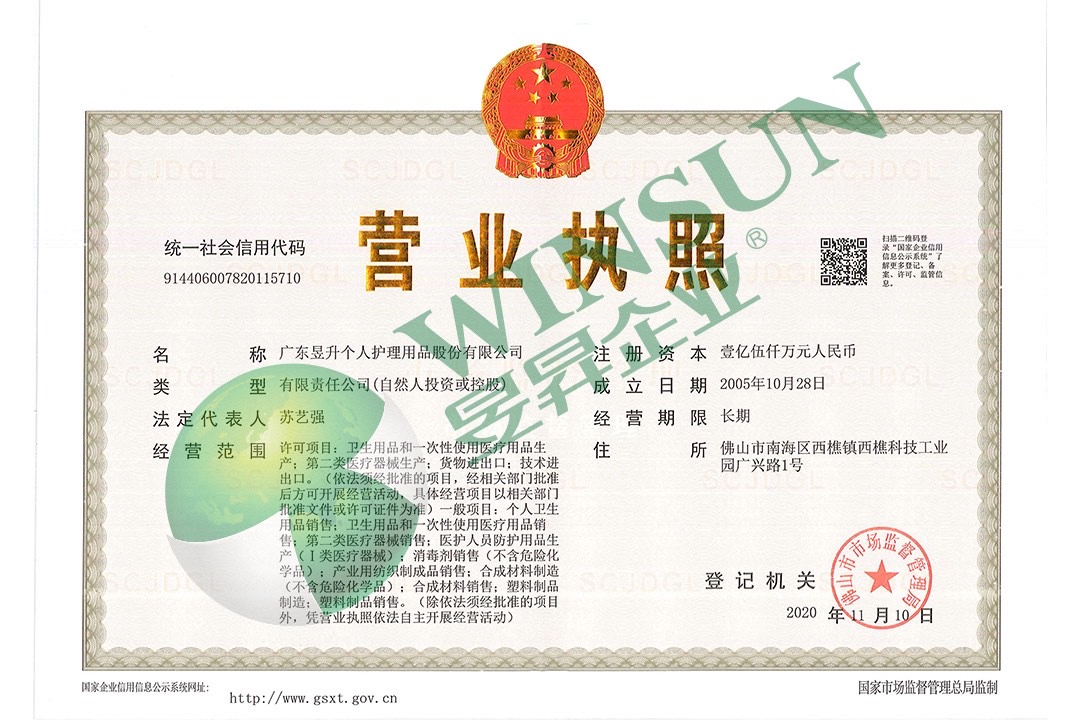 WINSUN
®
昱昇企业
营业执照
统一社会信用代码
914406007820115710
扫描二维码登
录“国家企业信用
信息公示系统”了
解更多登记、备
案、许可、监管信
息。
名称 广东昱升个人护理用品股份有限公司
类型 有限责任公司(自然人投资或控股)
法定代表人 苏艺强
经营范围 许可项目：卫生用品和一次性使用医疗用品生
产；第二类医疗器械生产；货物进出口；技术进
出口。（依法须经批准的项目，经相关部门批准
后方可开展经营活动，具体经营项目以相关部门
批准文件或许可证件为准）一般项目：个人卫生
用品销售；卫生用品和一次性使用医疗用品销
售；第二类医疗器械销售；医护人员防护用品生
产（Ⅰ类医疗器械）；消毒剂销售（不含危险化
学品）；产业用纺织制成品销售；合成材料制造
（不含危险化学品）；合成材料销售；塑料制品
制造；塑料制品销售。（除依法须经批准的项目
外，凭营业执照依法自主开展经营活动）
注册资本 壹亿伍仟万元人民币
成立日期 2005年10月28日
经营期限 长期
住所 佛山市南海区西樵镇西樵科技工业
园广兴路1号
登记机关
佛山市市场监督管理局
2020 年 11 月 10 日
国家企业信用信息公示系统网址：
http://www.gsxt.gov.cn
国家市场监督管理总局监制
SCJDGL